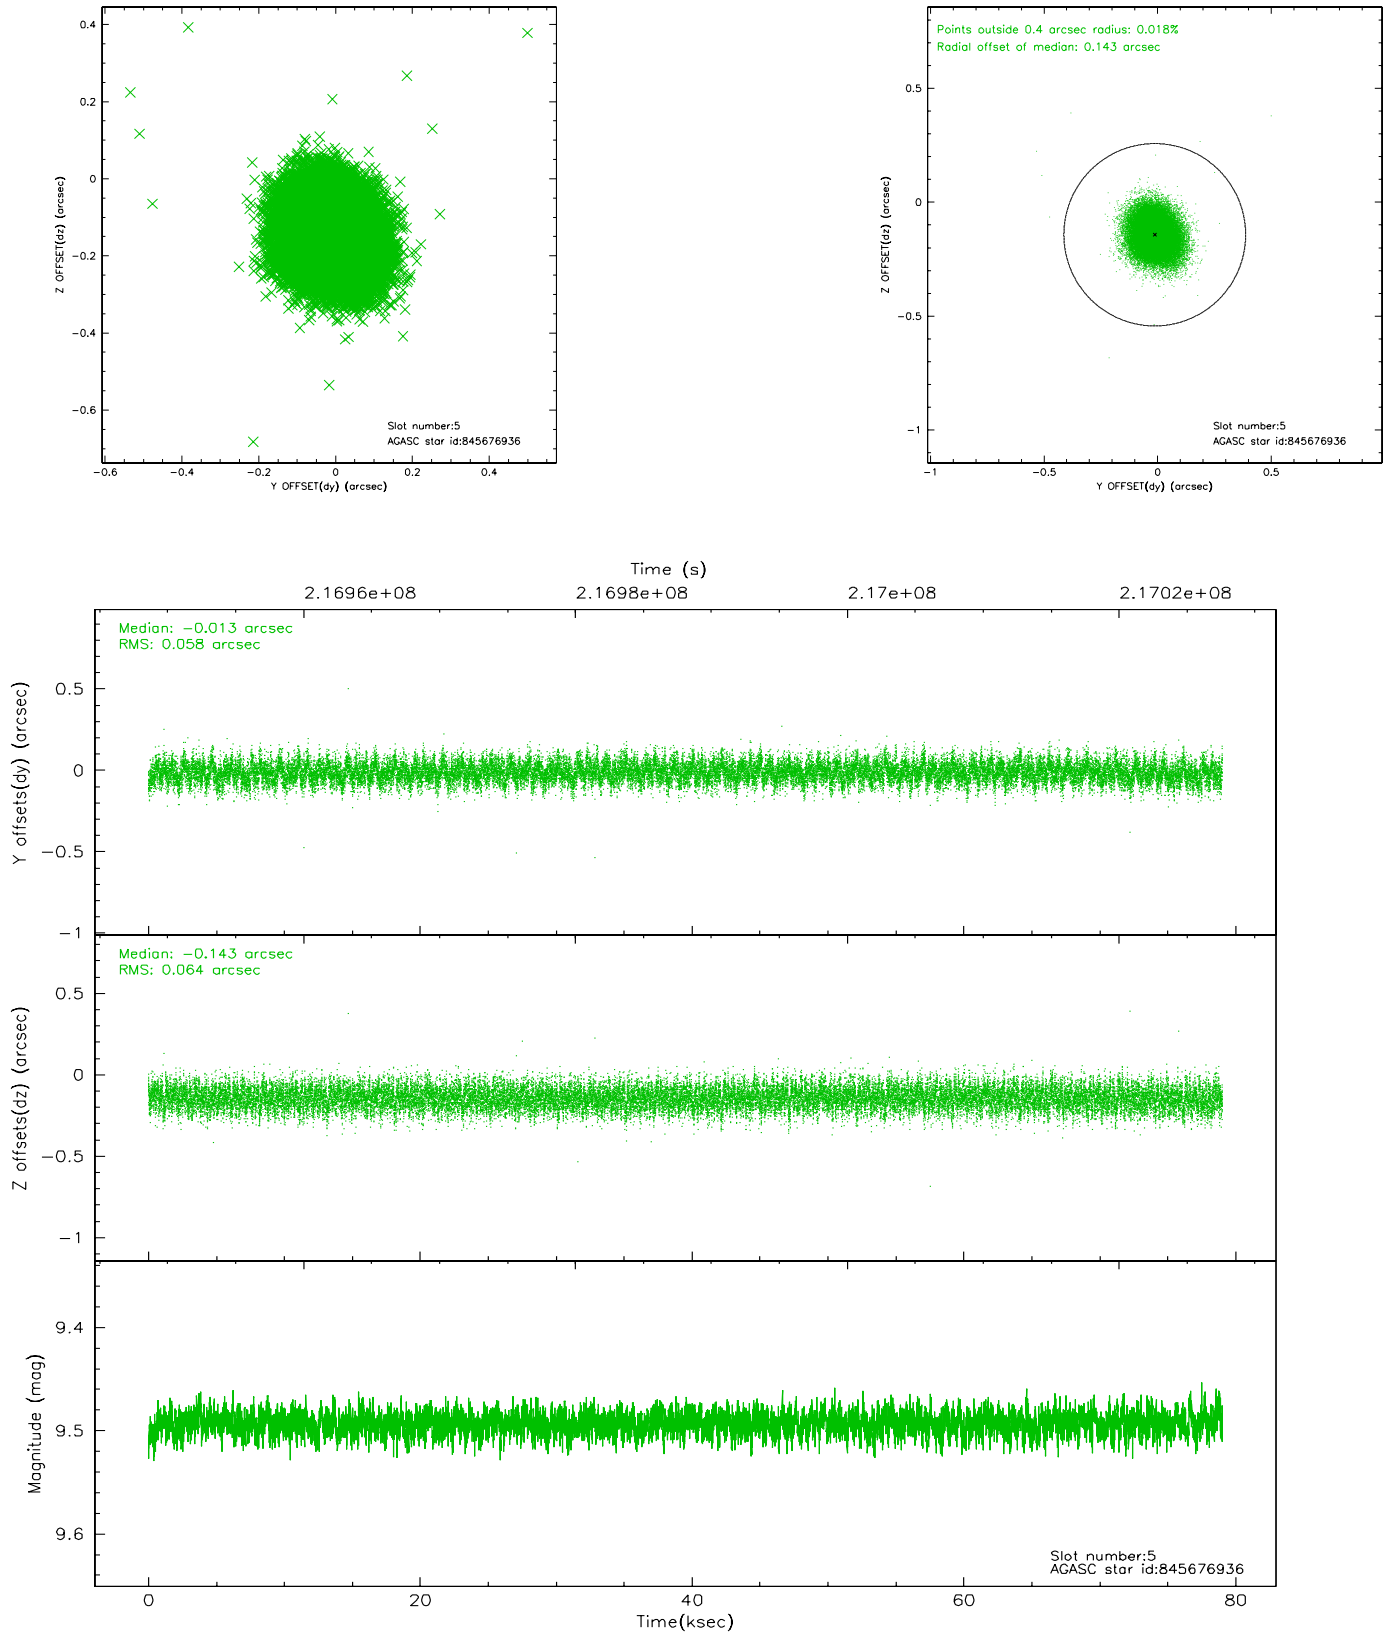 0.4
0.2
0
-0.2
-0.4
-0.6
Z OFFSET(dz) (arcsec)
Slot number:5
AGASC star id:845676936
-0.6
-0.4
-0.2
0
0.2
0.4
Y OFFSET(dy) (arcsec)
Points outside 0.4 arcsec radius: 0.018%
Radial offset of median: 0.143 arcsec
0.5
0
-0.5
-1
Z OFFSET(dz) (arcsec)
Slot number:5
AGASC star id:845676936
-1
-0.5
0
0.5
Y OFFSET(dy) (arcsec)
Time (s)
2.1696e+08
2.1698e+08
2.17e+08
2.1702e+08
Median: -0.013 arcsec
RMS: 0.058 arcsec
0.5
0
-0.5
-1
Y offsets(dy) (arcsec)
Median: -0.143 arcsec
RMS: 0.064 arcsec
0.5
0
-0.5
-1
Z offsets(dz) (arcsec)
9.4
9.5
9.6
Magnitude (mag)
Slot number:5
AGASC star id:845676936
0
20
40
60
80
Time(ksec)